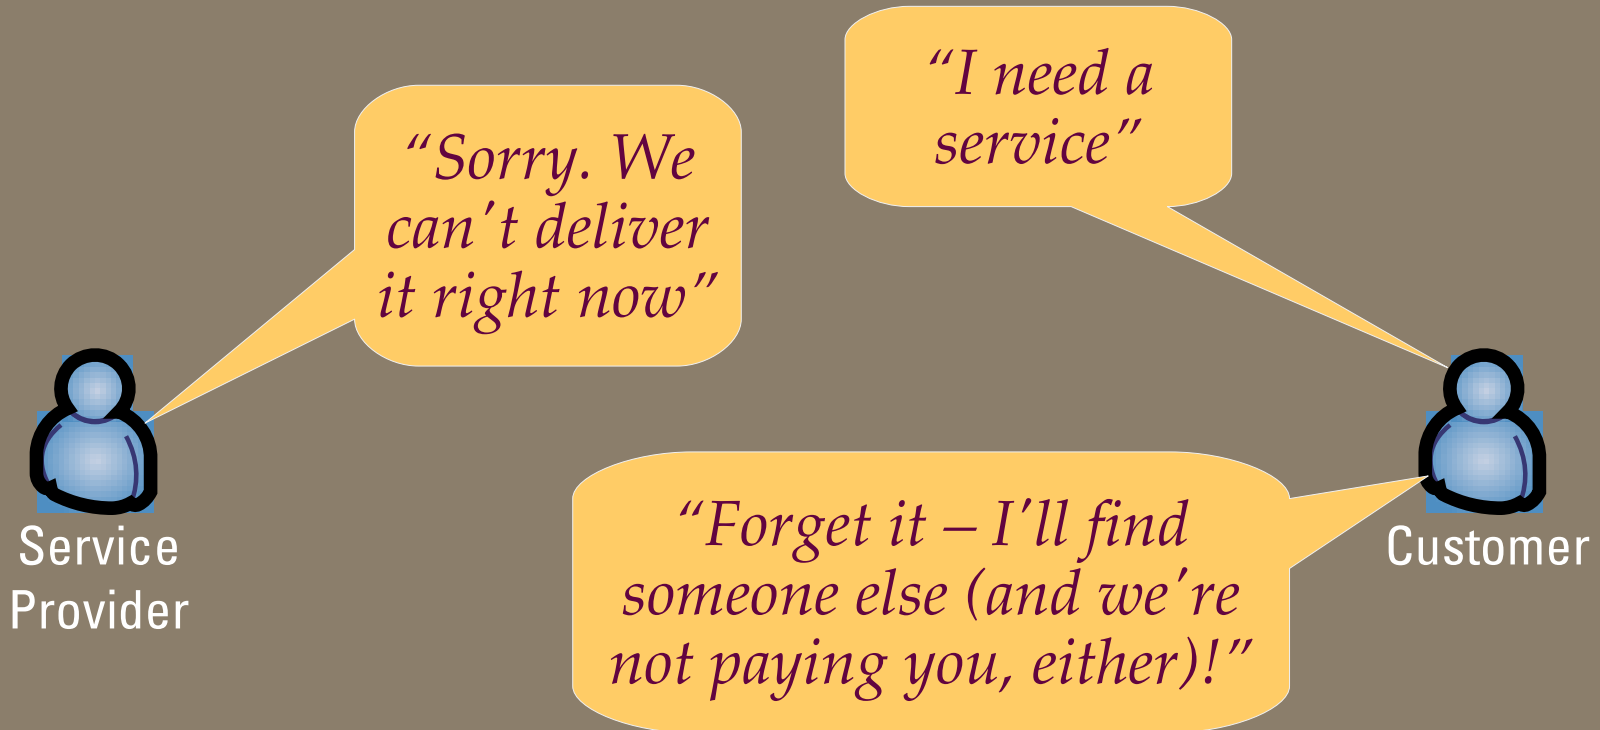 “I need a
service”
“Sorry. We
can’t deliver
it right now”
“Forget it – I’ll find
someone else (and we’re
not paying you, either)!”
Service
Provider
Customer